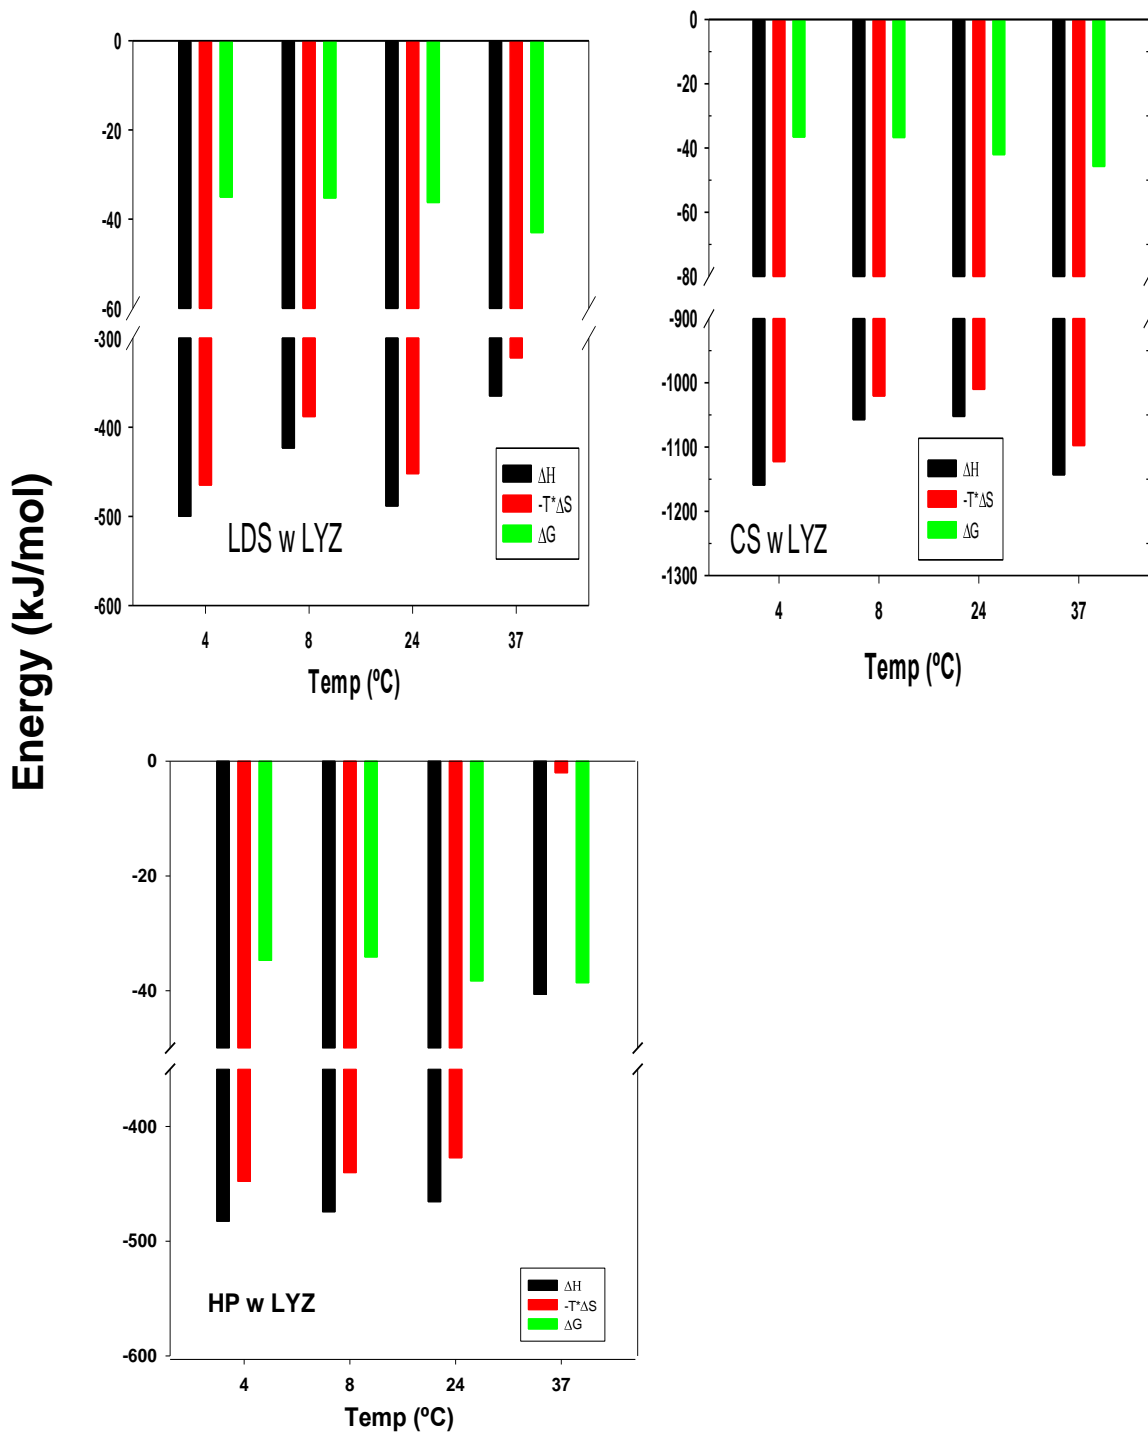 Energy (kJ/mol)
0
-20
-40
-60
-300
-400
-500
-600
ΔH
-T*ΔS
ΔG
LDS w LYZ
4 8 24 37
Temp (ºC)
0
-20
-40
-60
-80
-900
-1000
-1100
-1200
-1300
ΔH
-T*ΔS
ΔG
CS w LYZ
4 8 24 37
Temp (ºC)
0
-20
-40
-400
-500
-600
HP w LYZ
ΔH
-T*ΔS
ΔG
4 8 24 37
Temp (ºC)